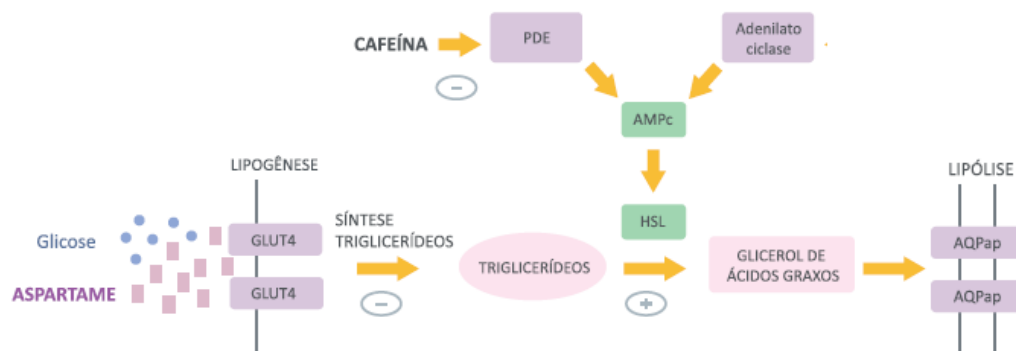 CAFEÍNA
PDE
Adenilato
ciclase
AMPc
LIPOGÊNESE
LIPÓLISE
Glicose
GLUT4
SÍNTESE
TRIGLICERÍDEOS
HSL
AQPap
TRIGLICERÍDEOS
GLICEROL DE
ÁCIDOS GRAXOS
ASPARTAME
GLUT4
AQPap